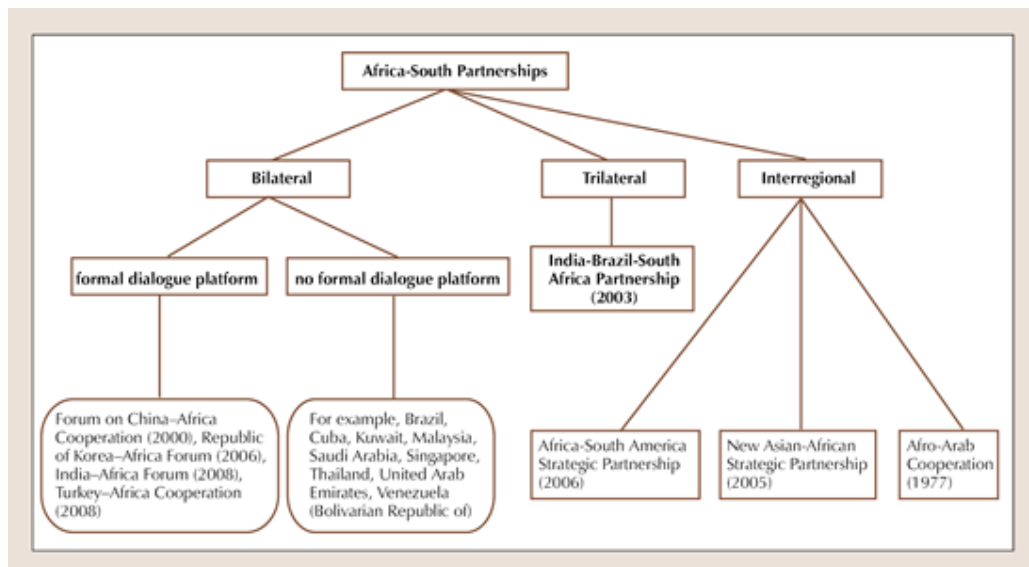 Africa-South Partnerships
Bilateral
Trilateral
Interregional
formal dialogue platform
no formal dialogue platform
India-Brazil-South
Africa Partnership
(2003)
Forum on China–Africa
Cooperation (2000), Republic
of Korea–Africa Forum (2006),
India–Africa Forum (2008),
Turkey–Africa Cooperation
(2008)
For example, Brazil,
Cuba, Kuwait, Malaysia,
Saudi Arabia, Singapore,
Thailand, United Arab
Emirates, Venezuela
(Bolivarian Republic of)
Africa-South America
Strategic Partnership
(2006)
New Asian-African
Strategic Partnership
(2005)
Afro-Arab
Cooperation
(1977)